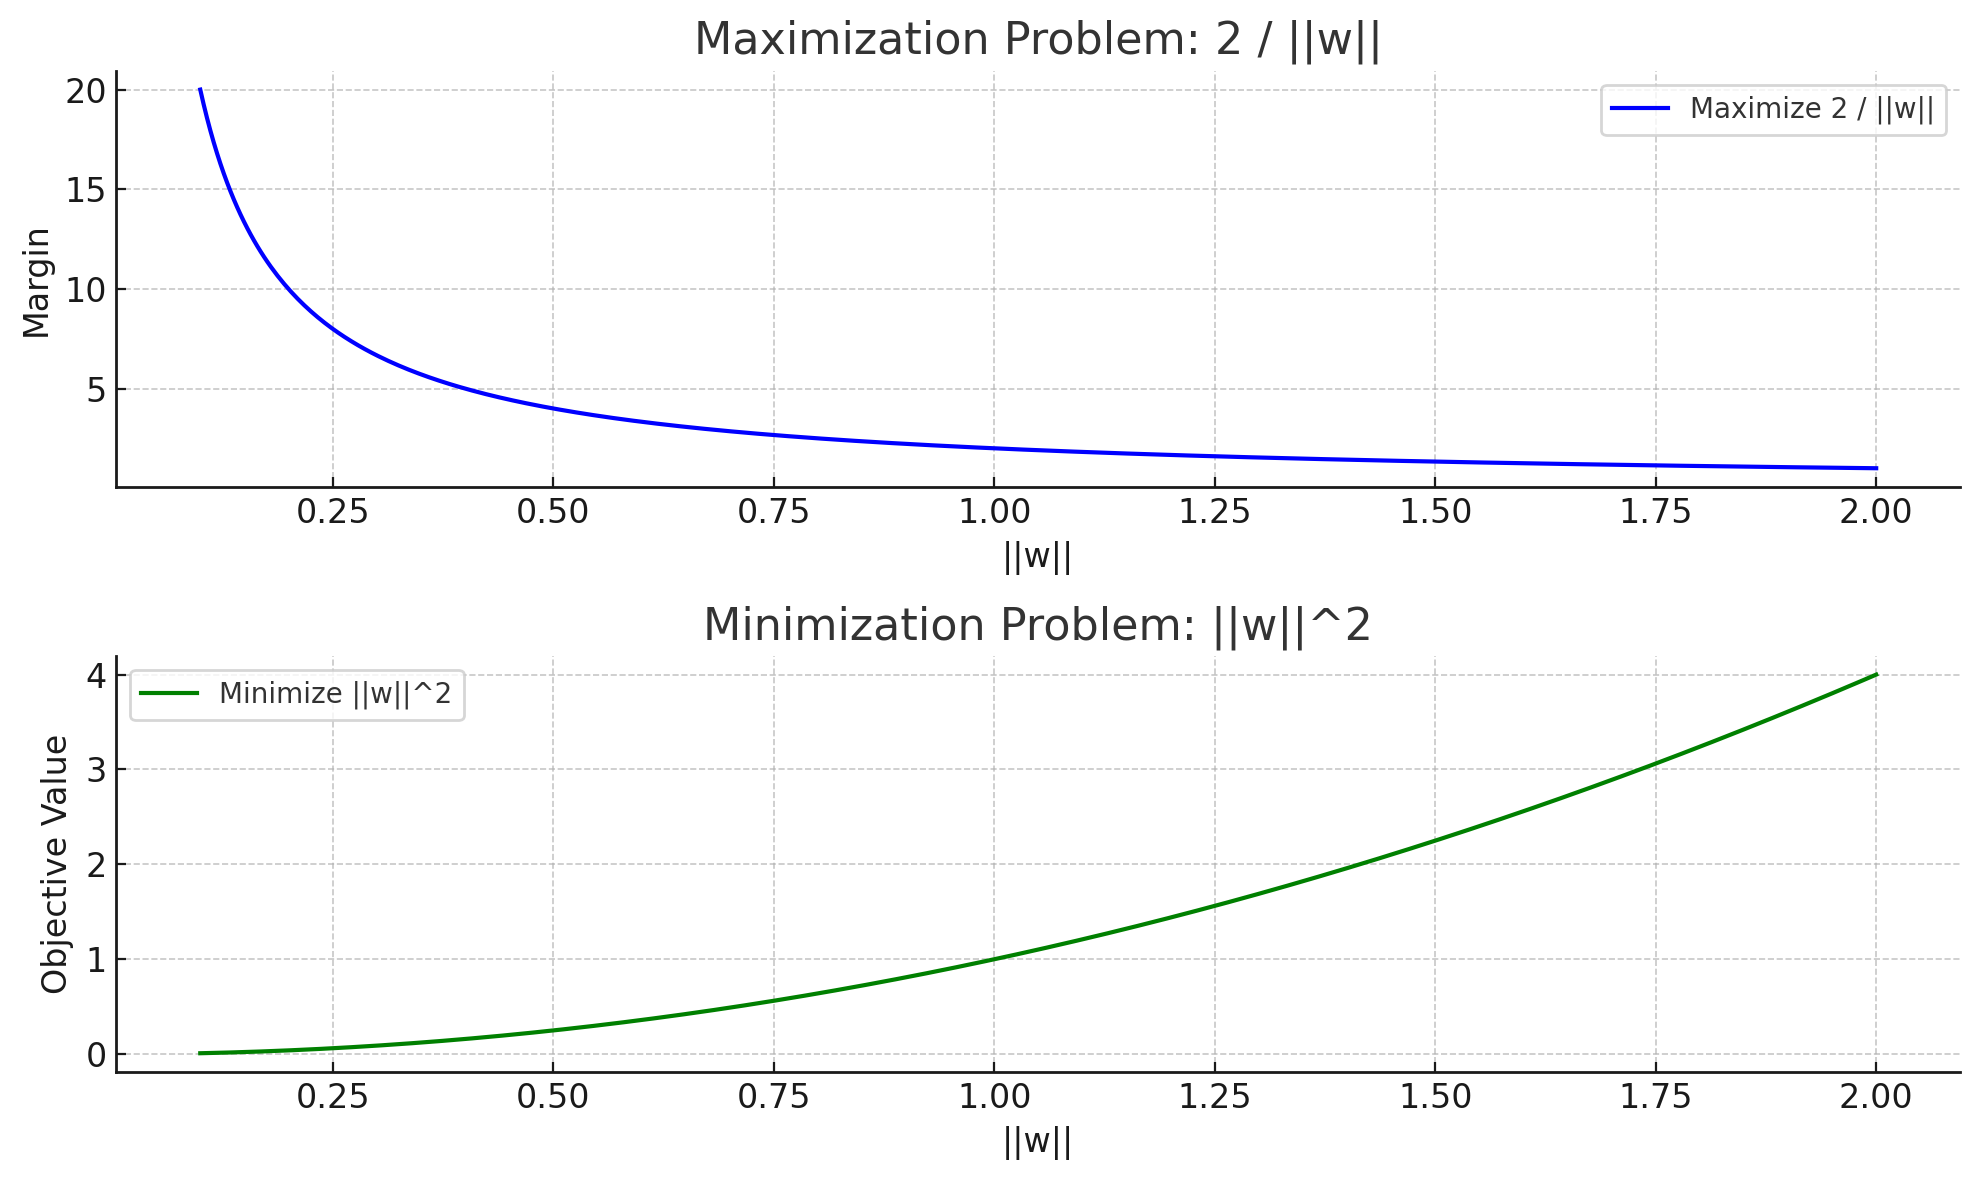 Maximization Problem: 2 / ||w||
Maximize 2 / ||w||
20
15
10
5
Margin
0.25 0.50 0.75 1.00 1.25 1.50 1.75 2.00
||w||
Minimization Problem: ||w||^2
Minimize ||w||^2
4
3
2
1
0
Objective Value
0.25 0.50 0.75 1.00 1.25 1.50 1.75 2.00
||w||